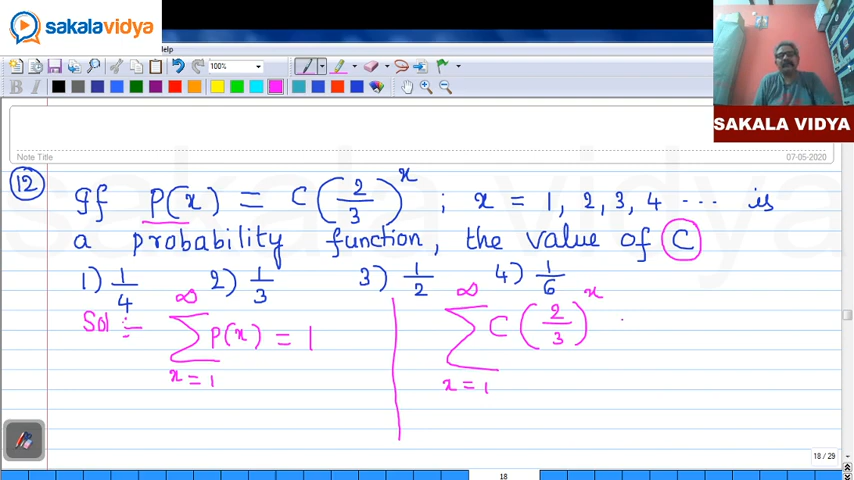 sakalavidya
Help
100%
B I
SAKALA VIDYA
Note Title
07-05-2020
12 If P(x) = C (2/3)^x ; x = 1, 2, 3, 4 ... is
a probability function, the value of C
1) 1/4 2) 1/3 3) 1/2 4) 1/6
Sol :- ∞∑x=1 P(x) = 1
∞∑x=1 C (2/3)^x
18 / 29
18